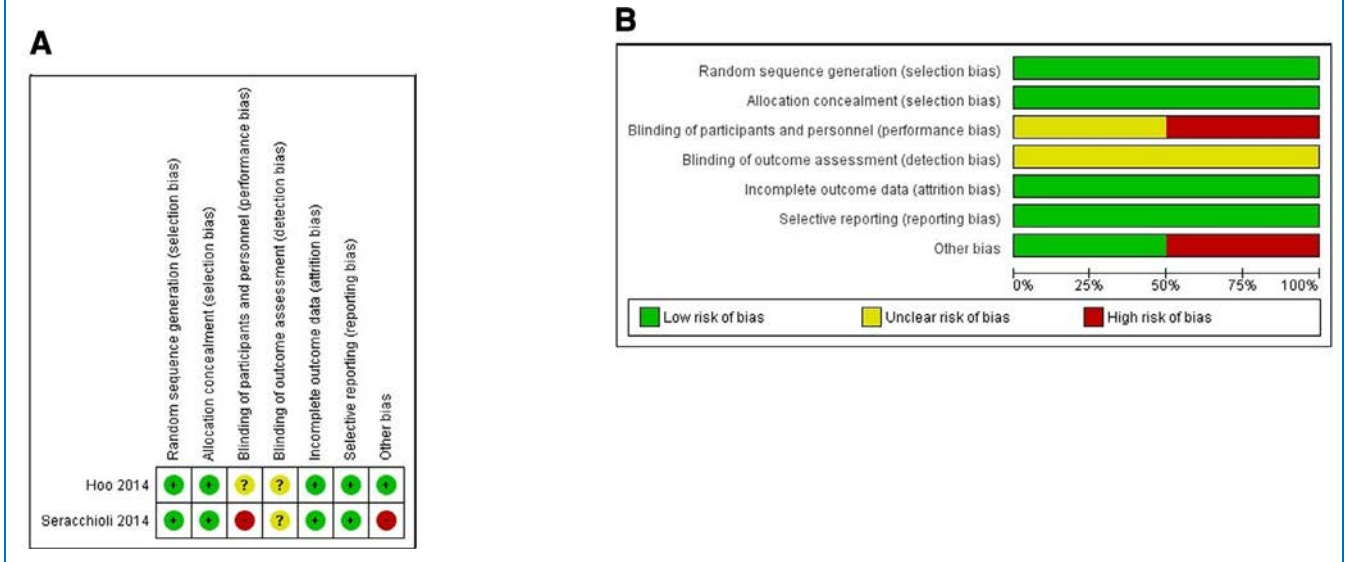 A
Random sequence generation (selection bias)
Allocation concealment (selection bias)
Blinding of participants and personnel (performance bias)
Blinding of outcome assessment (detection bias)
Incomplete outcome data (attrition bias)
Selective reporting (reporting bias)
Other bias
Hoo 2014 + + ? ? + + +
Seracchioli 2014 + + - ? + + -
B
Random sequence generation (selection bias)
Allocation concealment (selection bias)
Blinding of participants and personnel (performance bias)
Blinding of outcome assessment (detection bias)
Incomplete outcome data (attrition bias)
Selective reporting (reporting bias)
Other bias
0% 25% 50% 75% 100%
Low risk of bias Unclear risk of bias High risk of bias